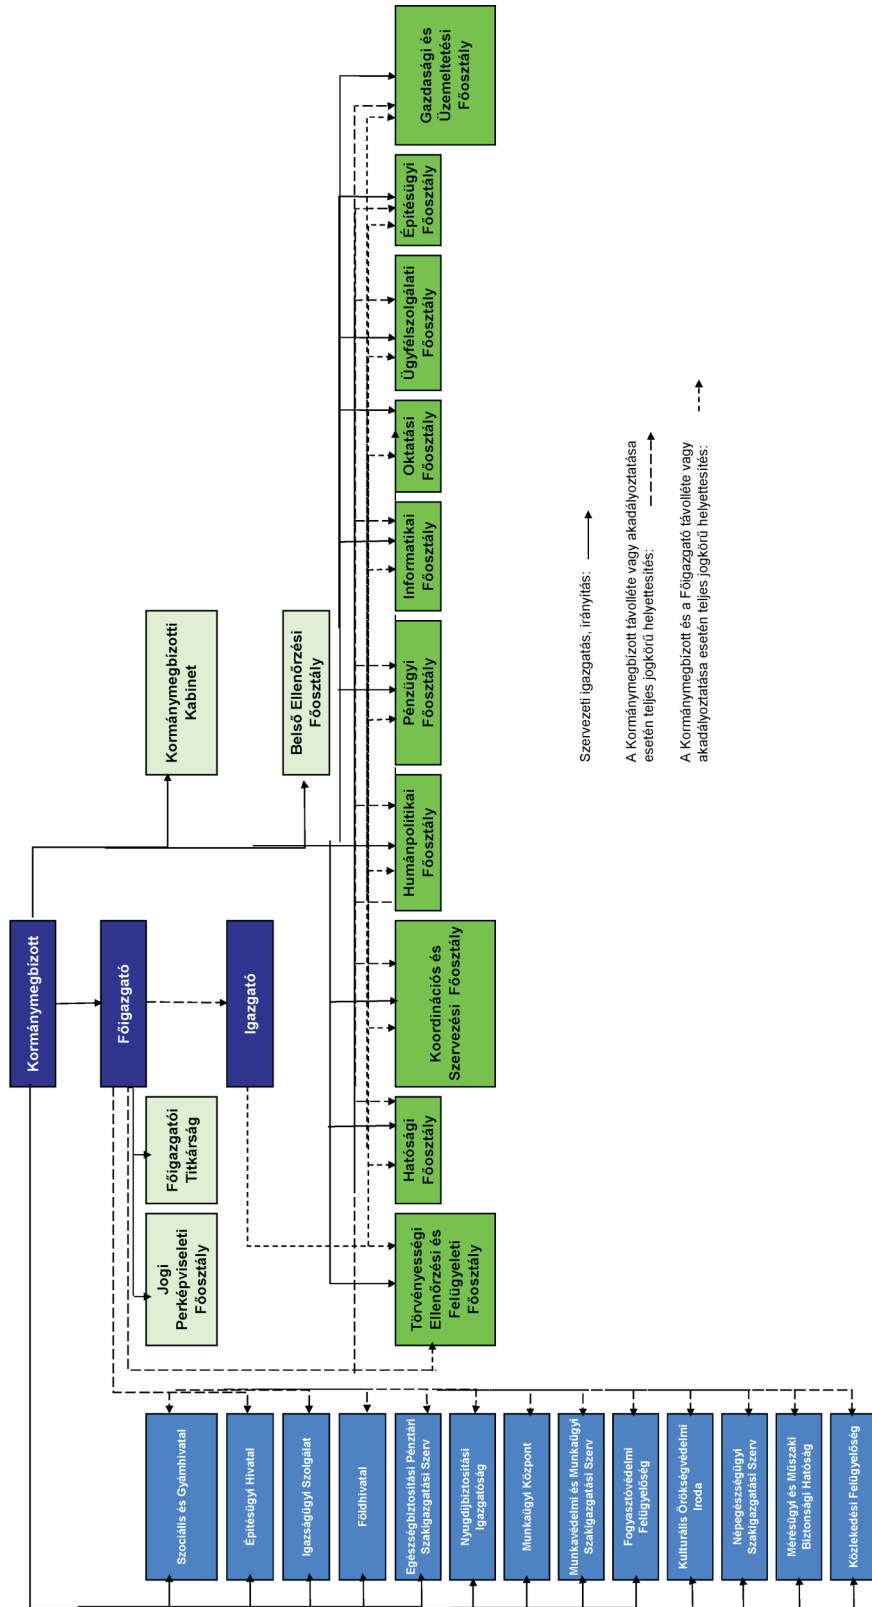 Kormánymegbízott
Főigazgató
Igazgató
Kormánymegbízotti
Kabinet
Belső Ellenőrzési
Főosztály
Főigazgatói
Titkárság
Jogi
Perképviseleti
Főosztály
Törvényességi
Ellenőrzési és
Felügyeleti
Főosztály
Hatósági
Főosztály
Koordinációs és
Szervezési Főosztály
Humánpolitikai
Főosztály
Pénzügyi
Főosztály
Informatikai
Főosztály
Oktatási
Főosztály
Ügyfélszolgálati
Főosztály
Építésügyi
Főosztály
Gazdasági és
Üzemeltetési
Főosztály
Szociális és Gyámhivatal
Építésügyi Hivatal
Igazságügyi Szolgálat
Földhivatal
Egészségbiztosítási Pénztári
Szakigazgatási Szerv
Nyugdíjbiztosítási
Igazgatóság
Munkaügyi Központ
Munkavédelmi és Munkaügyi
Szakigazgatási Szerv
Fogyasztóvédelmi
Felügyelőség
Kulturális Örökségvédelmi
Iroda
Népegészségügyi
Szakigazgatási Szerv
Mérésügyi és Műszaki
Biztonsági Hatóság
Közlekedési Felügyelőség
Szervezeti igazgatás, irányítás:
A Kormánymegbízott távolléte vagy akadályoztatása
esetén teljes jogkörű helyettesítés:
A Kormánymegbízott és a Főigazgató távolléte vagy
akadályoztatása esetén teljes jogkörű helyettesítés: